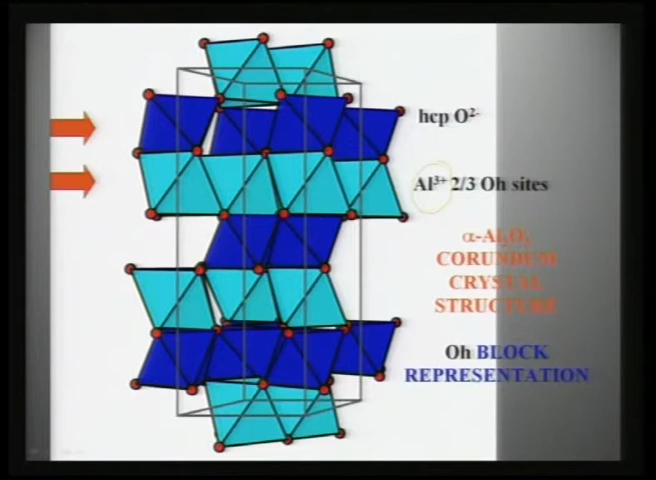 hcp O²⁻
Al³⁺ 2/3 Oh sites
α-Al₂O₃
CORUNDUM
CRYSTAL
STRUCTURE
Oh BLOCK
REPRESENTATION